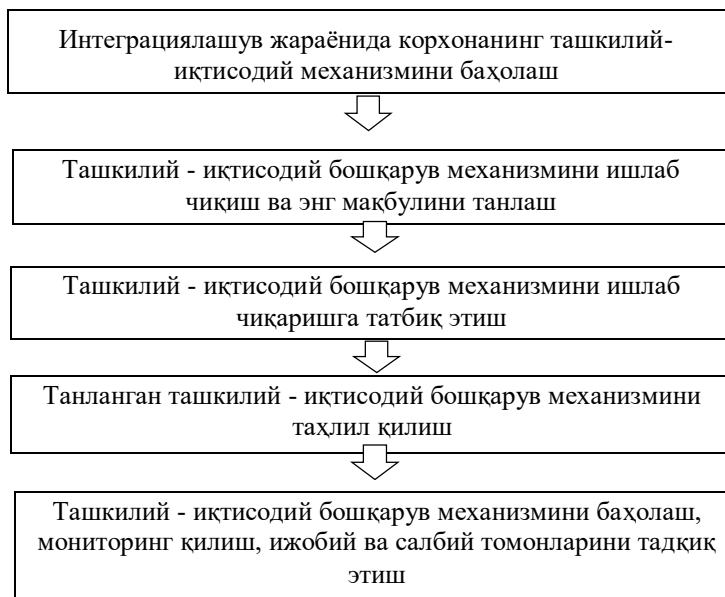 Интеграциялашув жараёнида корхонанинг ташкилий-
иқтисодий механизмини баҳолаш
Ташкилий - иқтисодий бошқарув механизмини ишлаб
чиқиш ва энг мақбулини танлаш
Ташкилий - иқтисодий бошқарув механизмини ишлаб
чиқаришга татбиқ этиш
Танланган ташкилий - иқтисодий бошқарув механизмини
таҳлил қилиш
Ташкилий - иқтисодий бошқарув механизмини баҳолаш,
мониторинг қилиш, ижобий ва салбий томонларини тадқиқ
этиш